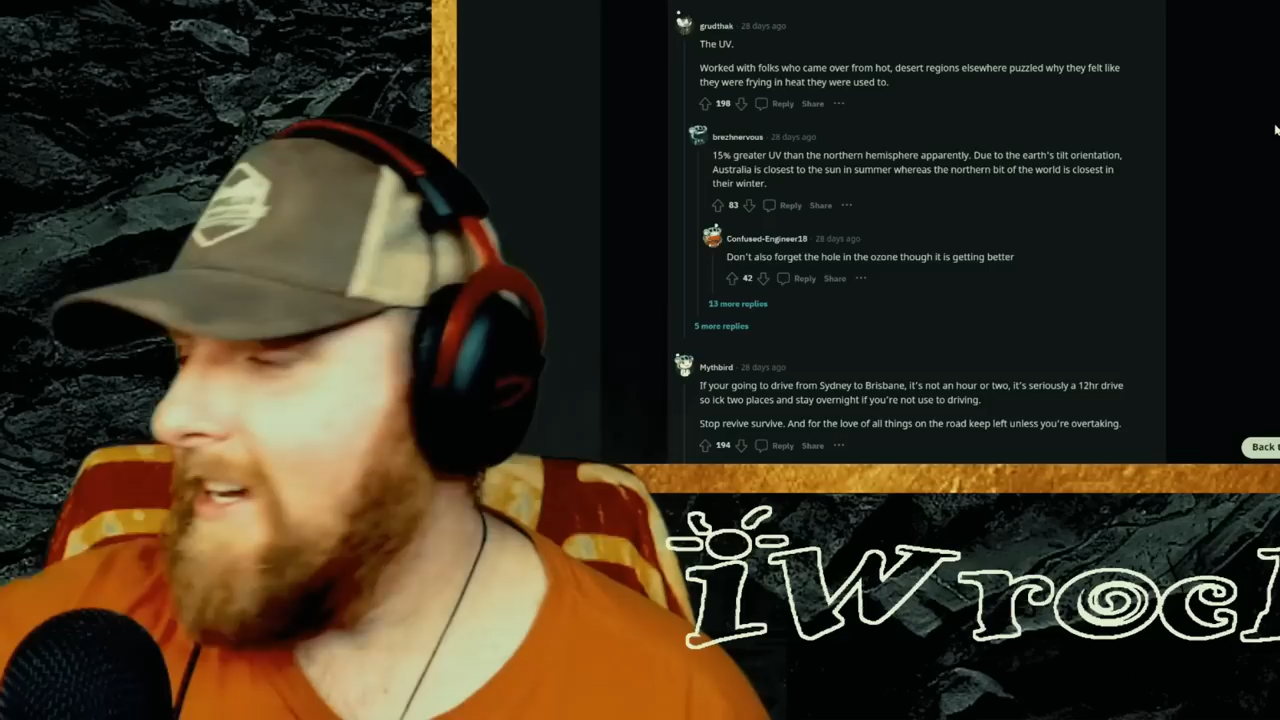 grudthak · 28 days ago
The UV.
Worked with folks who came over from hot, desert regions elsewhere puzzled why they felt like
they were frying in heat they were used to.
198 Reply Share ...
brezhnervous · 28 days ago
15% greater UV than the northern hemisphere apparently. Due to the earth's tilt orientation,
Australia is closest to the sun in summer whereas the northern bit of the world is closest in
their winter.
83 Reply Share ...
Confused-Engineer18 · 28 days ago
Don't also forget the hole in the ozone though it is getting better
42 Reply Share ...
13 more replies
5 more replies
Mythbird · 28 days ago
If your going to drive from Sydney to Brisbane, it's not an hour or two, it's seriously a 12hr drive
so ick two places and stay overnight if you're not use to driving.
Stop revive survive. And for the love of all things on the road keep left unless you're overtaking.
194 Reply Share ...
Back
iWroc